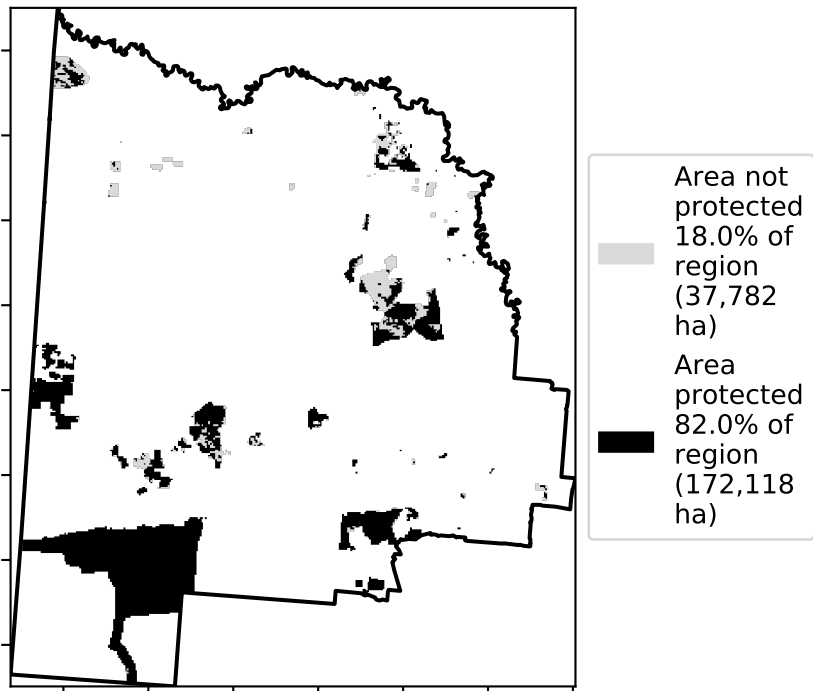 Area not
protected
18.0% of
region
(37,782
ha)
Area
protected
82.0% of
region
(172,118
ha)